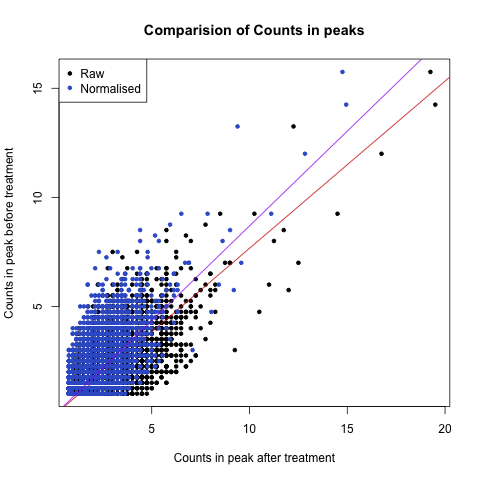 Comparision of Counts in peaks
Raw
Normalised
15
10
5
Counts in peak before treatment
5 10 15 20
Counts in peak after treatment